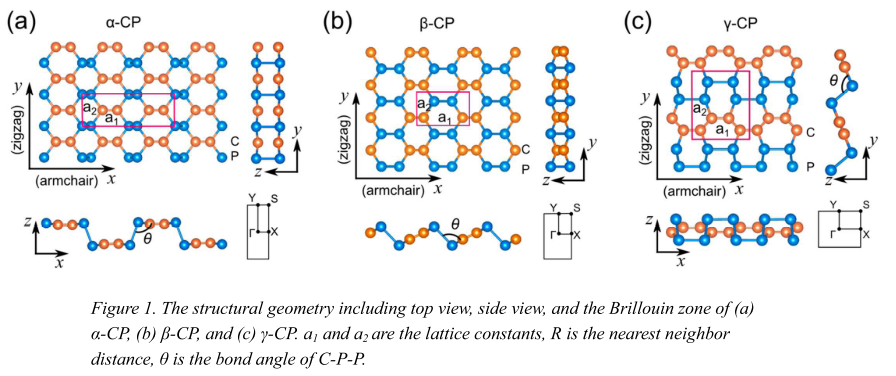 (a)
α-CP
y
(zigzag)
a₂
a₁
C
P
(armchair)
x
y
z
z
θ
x
Y
S
Γ
X
(b)
β-CP
y
(zigzag)
a₂
a₁
C
P
(armchair)
x
y
z
z
θ
x
Y
S
Γ
X
(c)
γ-CP
y
(zigzag)
a₂
a₁
C
P
(armchair)
x
θ
y
z
z
x
Y
S
Γ
X
Figure 1. The structural geometry including top view, side view, and the Brillouin zone of (a)
α-CP, (b) β-CP, and (c) γ-CP. a₁ and a₂ are the lattice constants, R is the nearest neighbor
distance, θ is the bond angle of C-P-P.